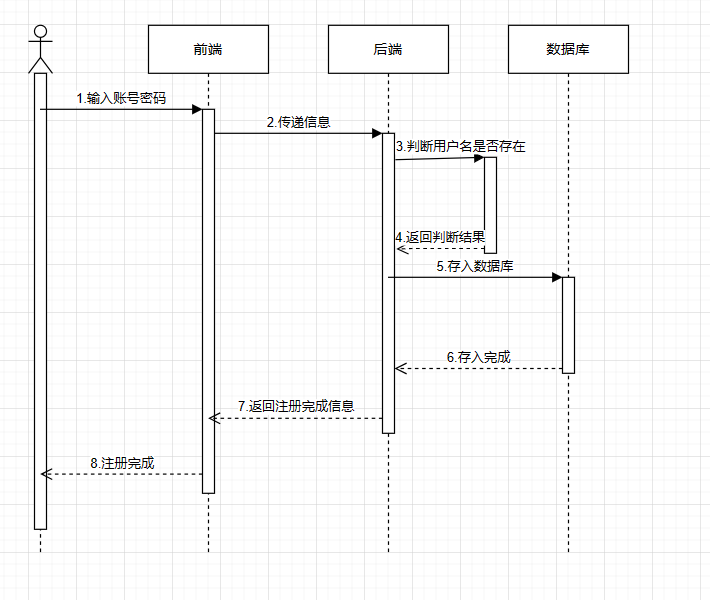 前端
后端
数据库
1.输入账号密码
2.传递信息
3.判断用户名是否存在
4.返回判断结果
5.存入数据库
6.存入完成
7.返回注册完成信息
8.注册完成